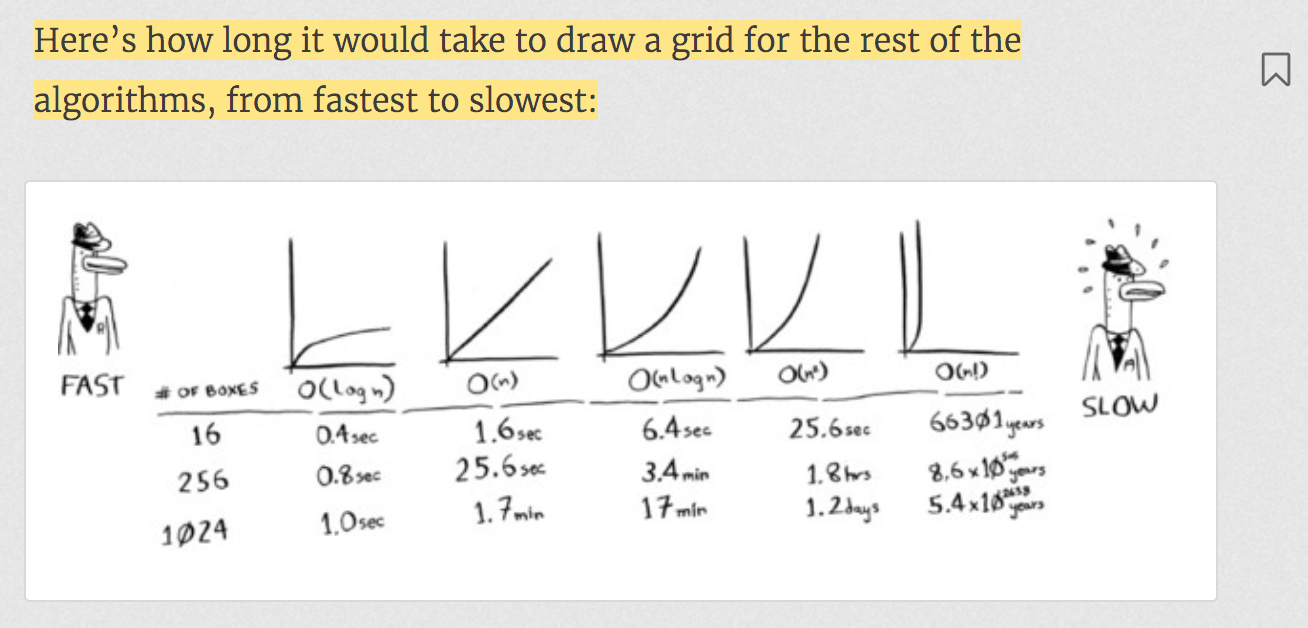 Here's how long it would take to draw a grid for the rest of the
algorithms, from fastest to slowest:
FAST
# OF BOXES O(log n) O(n) O(n log n) O(n²) O(n!)
SLOW
16 0.4 sec 1.6 sec 6.4 sec 25.6 sec 66301 years
256 0.8 sec 25.6 sec 3.4 min 1.8 hrs 8.6 x 10 years
1024 1.0 sec 1.7 min 17 min 1.2 days 5.4 x 10²⁶³⁸ years